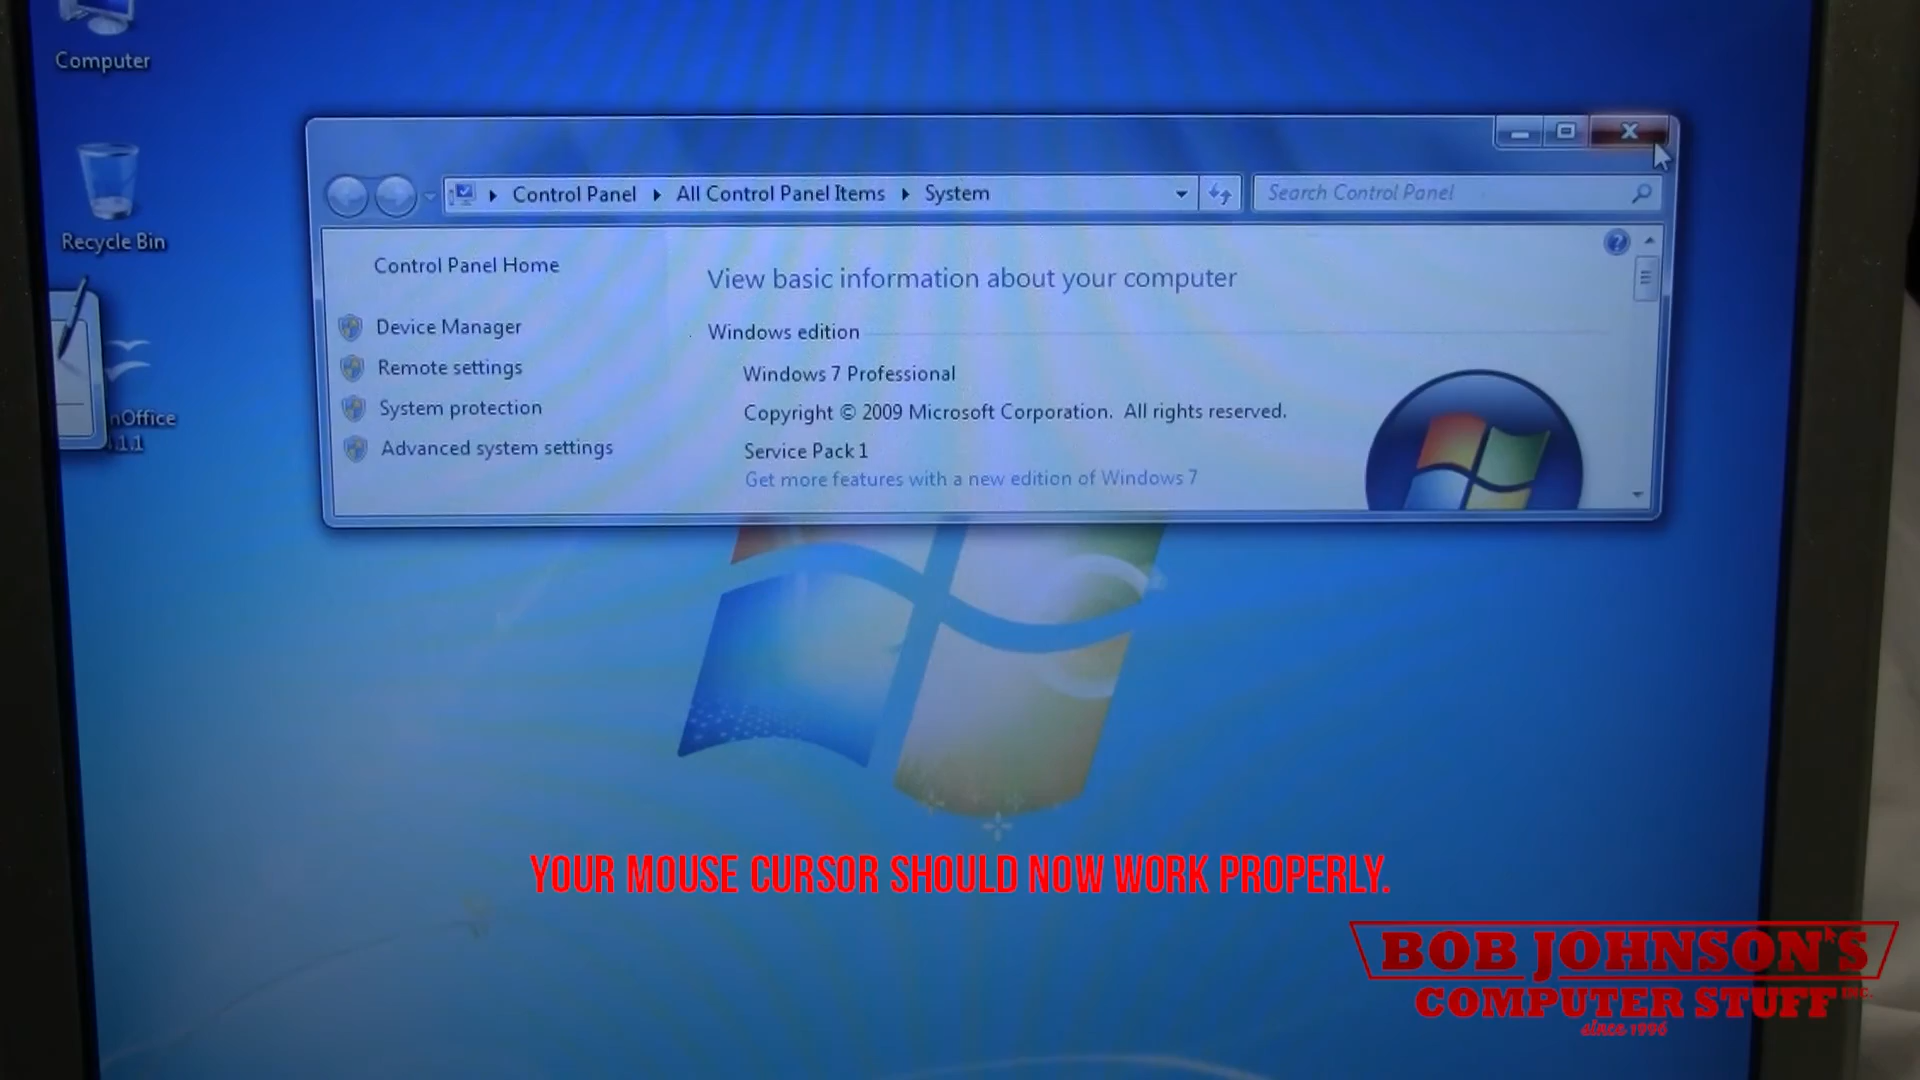 Computer
Recycle Bin
nOffice
.1.1
Control Panel
All Control Panel Items
System
Search Control Panel
Control Panel Home
Device Manager
Remote settings
System protection
Advanced system settings
View basic information about your computer
Windows edition
Windows 7 Professional
Copyright © 2009 Microsoft Corporation. All rights reserved.
Service Pack 1
Get more features with a new edition of Windows 7
YOUR MOUSE CURSOR SHOULD NOW WORK PROPERLY.
BOB JOHNSON'S
COMPUTER STUFF INC.
since 1996